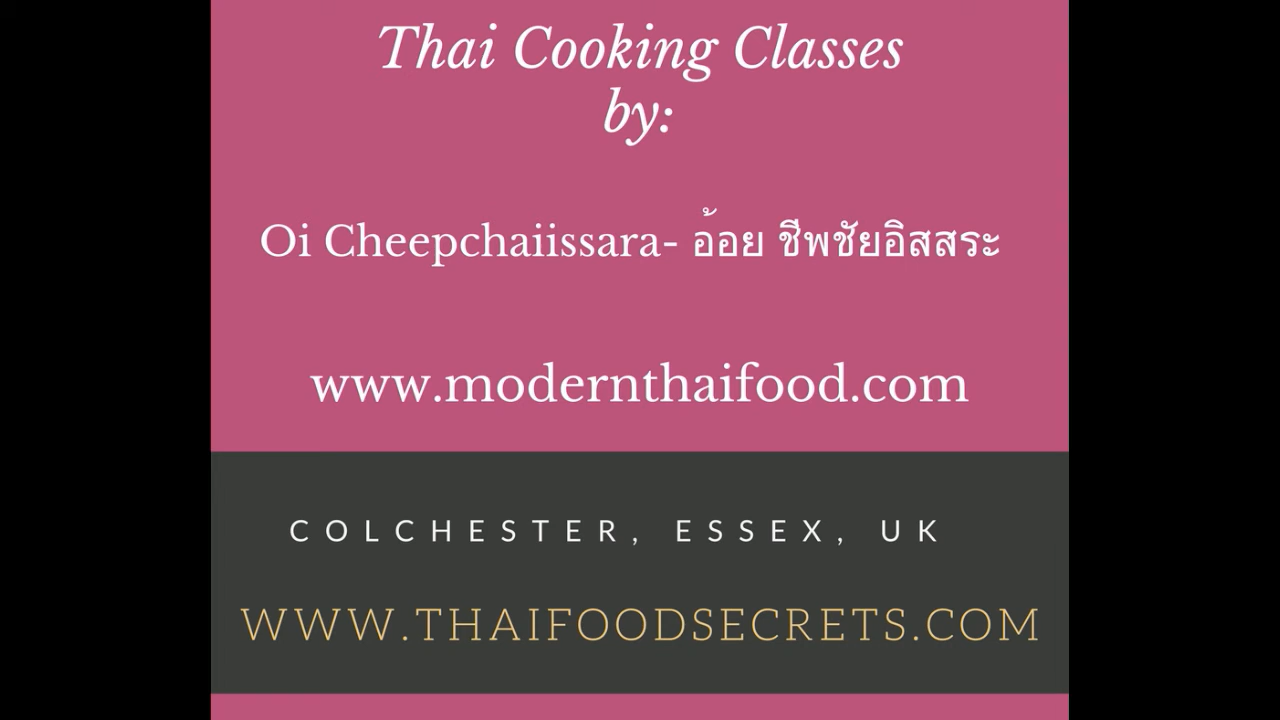 Thai Cooking Classes
by:
Oi Cheepchaiissara- อ้อย ชีพชัยอิสสระ
www.modernthaifood.com
COLCHESTER, ESSEX, UK
WWW.THAIFOODSECRETS.COM